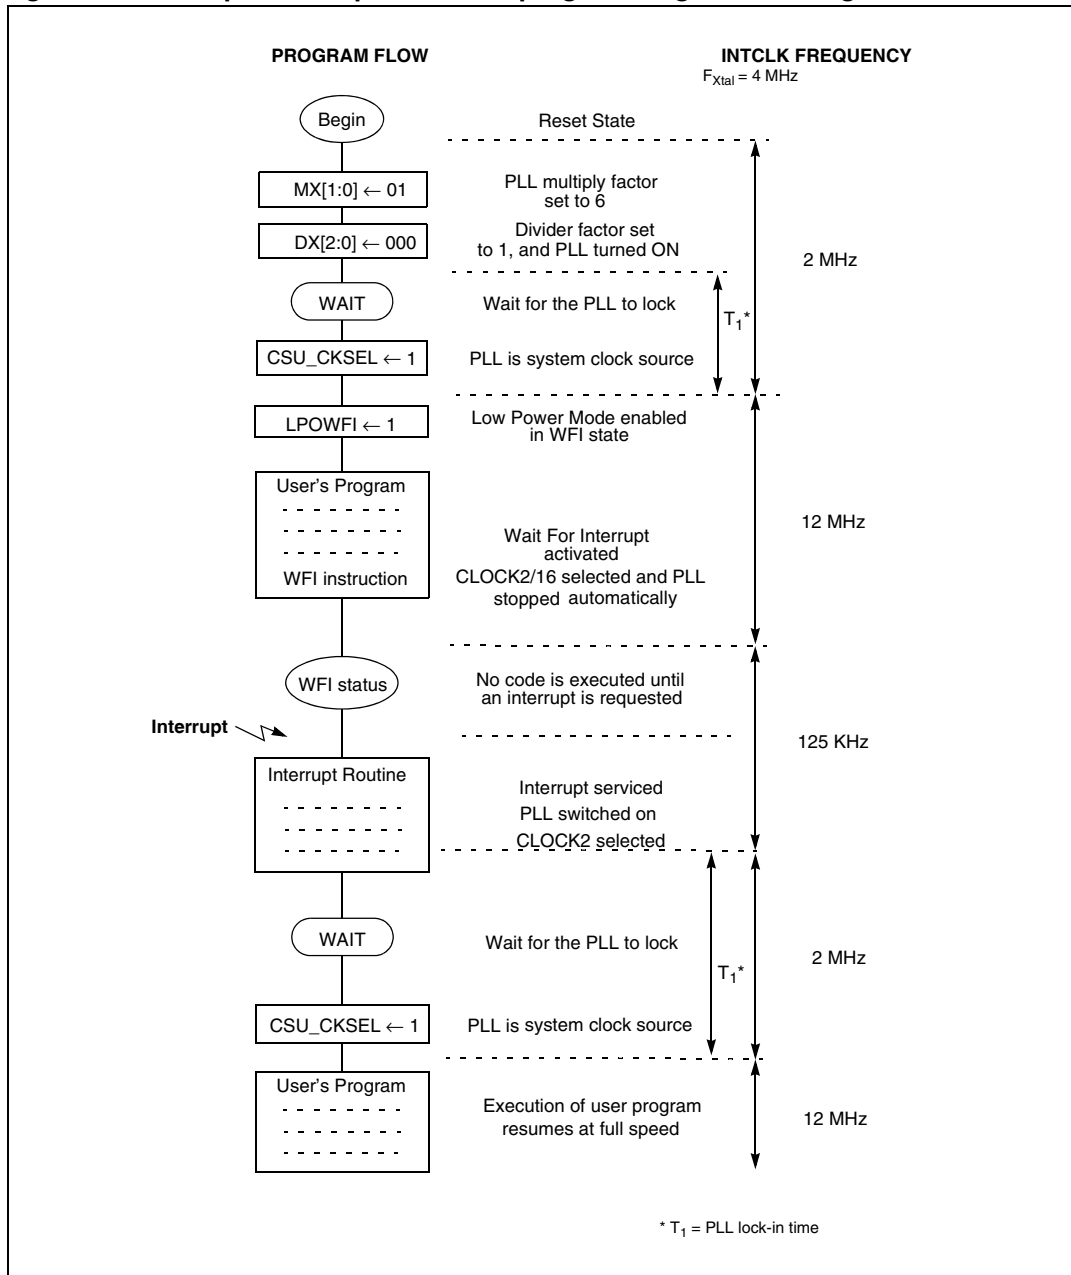 PROGRAM FLOW
INTCLK FREQUENCY
F_Xtal = 4 MHz
Begin
Reset State
MX[1:0] ← 01
PLL multiply factor
set to 6
DX[2:0] ← 000
Divider factor set
to 1, and PLL turned ON
2 MHz
WAIT
Wait for the PLL to lock
T₁*
CSU_CKSEL ← 1
PLL is system clock source
LPOWFI ← 1
Low Power Mode enabled
in WFI state
User's Program
12 MHz
Wait For Interrupt
activated
WFI instruction
CLOCK2/16 selected and PLL
stopped automatically
WFI status
No code is executed until
an interrupt is requested
Interrupt
125 KHz
Interrupt Routine
Interrupt serviced
PLL switched on
CLOCK2 selected
WAIT
Wait for the PLL to lock
2 MHz
T₁*
CSU_CKSEL ← 1
PLL is system clock source
User's Program
Execution of user program
resumes at full speed
12 MHz
* T₁ = PLL lock-in time